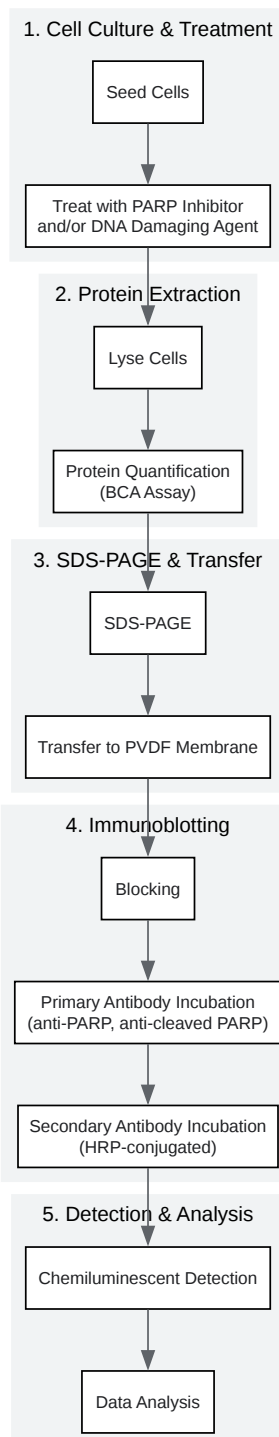 1. Cell Culture & Treatment
Seed Cells
Treat with PARP Inhibitor
and/or DNA Damaging Agent
2. Protein Extraction
Lyse Cells
Protein Quantification
(BCA Assay)
3. SDS-PAGE & Transfer
SDS-PAGE
Transfer to PVDF Membrane
4. Immunoblotting
Blocking
Primary Antibody Incubation
(anti-PARP, anti-cleaved PARP)
Secondary Antibody Incubation
(HRP-conjugated)
5. Detection & Analysis
Chemiluminescent Detection
Data Analysis